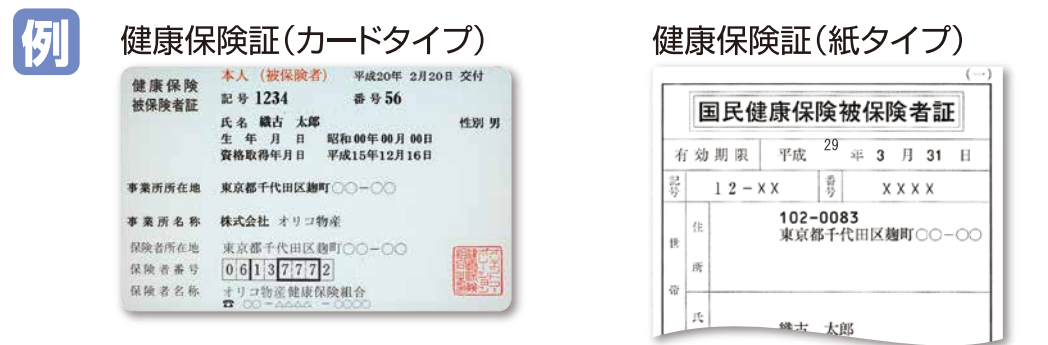 例
健康保険証（カードタイプ）
健康保険
被保険者証
本人（被保険者） 平成20年 2月20日 交付
記号 1234 番号 56
氏名 織古 太郎 性別 男
生年月日 昭和00年00月00日
資格取得年月日 平成15年12月16日
事業所所在地 東京都千代田区麹町○○－○○
事業所名称 株式会社 オリコ物産
保険者所在地 東京都千代田区麹町○○－○○
保険者番号 06137772
保険者名称 オリコ物産健康保険組合
☎ ○○－△△△△－○○○○
健康保険証（紙タイプ）
（一）
国民健康保険被保険者証
有効期限 平成 29 年 3 月 31 日
記号 12－XX 番号 XXXX
世帯
住所
102-0083
東京都千代田区麹町○○－○○
氏
織古 太郎